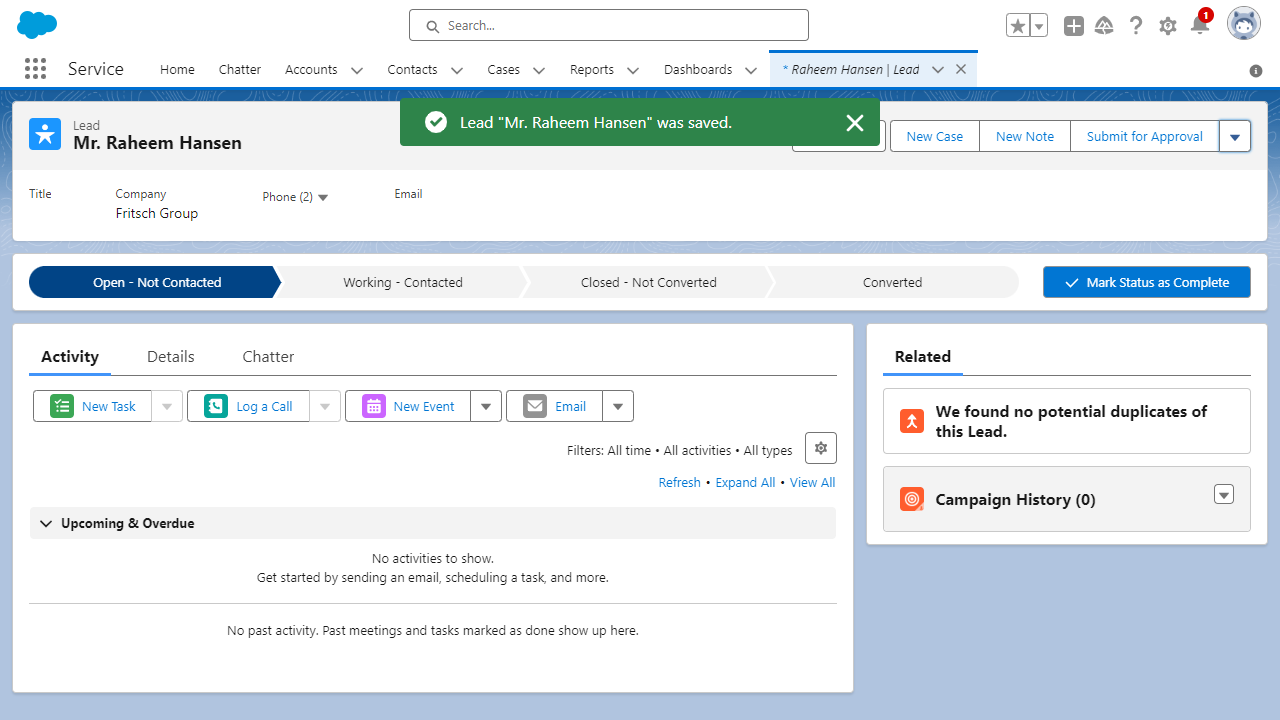 Search...
1
Service
Home
Chatter
Accounts
Contacts
Cases
Reports
Dashboards
* Raheem Hansen | Lead
Lead "Mr. Raheem Hansen" was saved.
Lead
Mr. Raheem Hansen
New Case
New Note
Submit for Approval
Title
Company
Fritsch Group
Phone (2)
Email
Open - Not Contacted
Working - Contacted
Closed - Not Converted
Converted
Mark Status as Complete
Activity
Details
Chatter
New Task
Log a Call
New Event
Email
Filters: All time • All activities • All types
Refresh • Expand All • View All
Upcoming & Overdue
No activities to show.
Get started by sending an email, scheduling a task, and more.
No past activity. Past meetings and tasks marked as done show up here.
Related
We found no potential duplicates of
this Lead.
Campaign History (0)